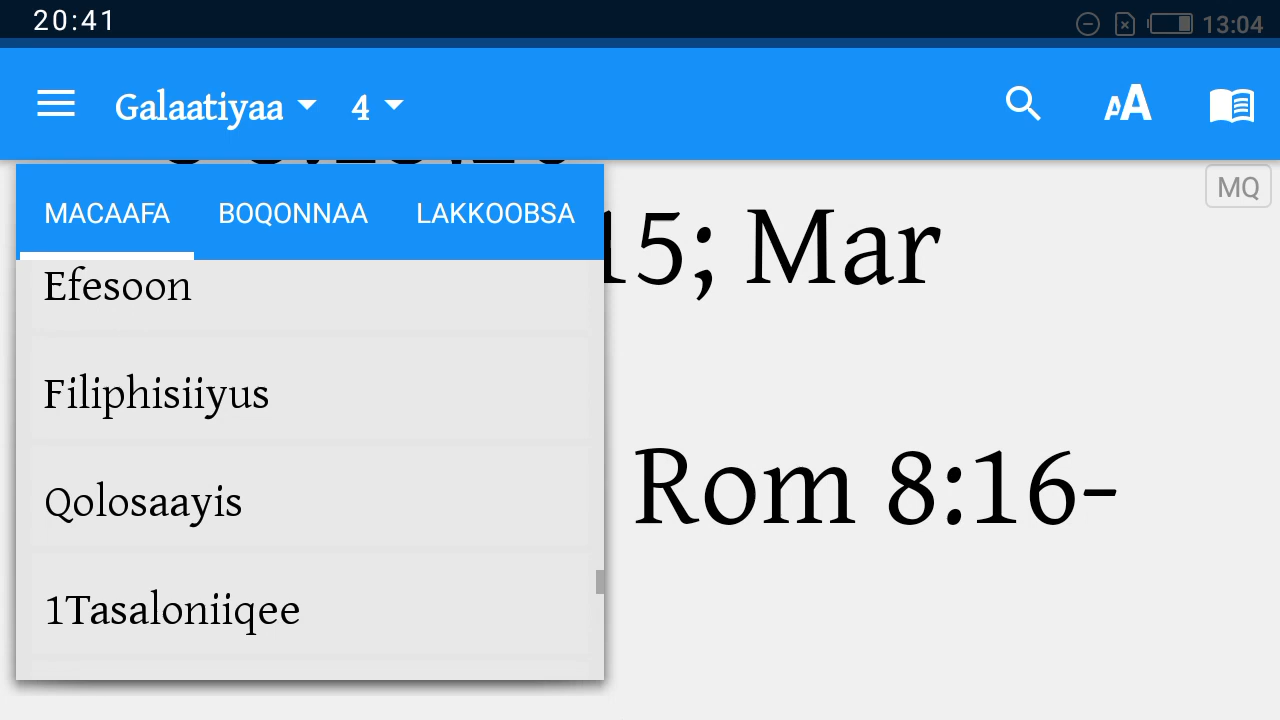 20:41
13:04
Galaatiyaa 4
AA
MQ
MACAAFA BOQONNAA LAKKOOBSA
15; Mar
Efesoon
Filiphisiiyus
Rom 8:16-
Qolosaayis
1Tasaloniiqee